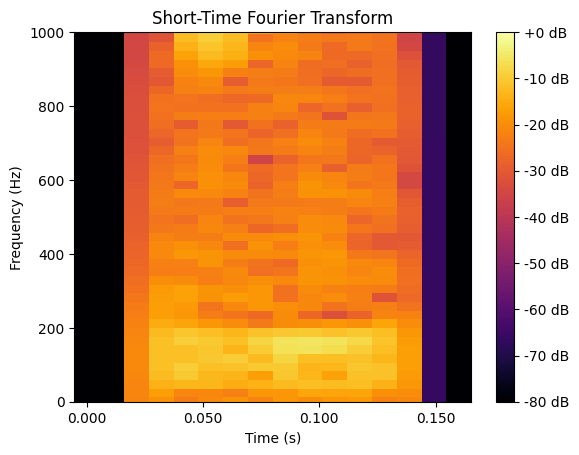 Short-Time Fourier Transform
1000
800
600
400
200
0
Frequency (Hz)
0.000 0.050 0.100 0.150
Time (s)
+0 dB
-10 dB
-20 dB
-30 dB
-40 dB
-50 dB
-60 dB
-70 dB
-80 dB